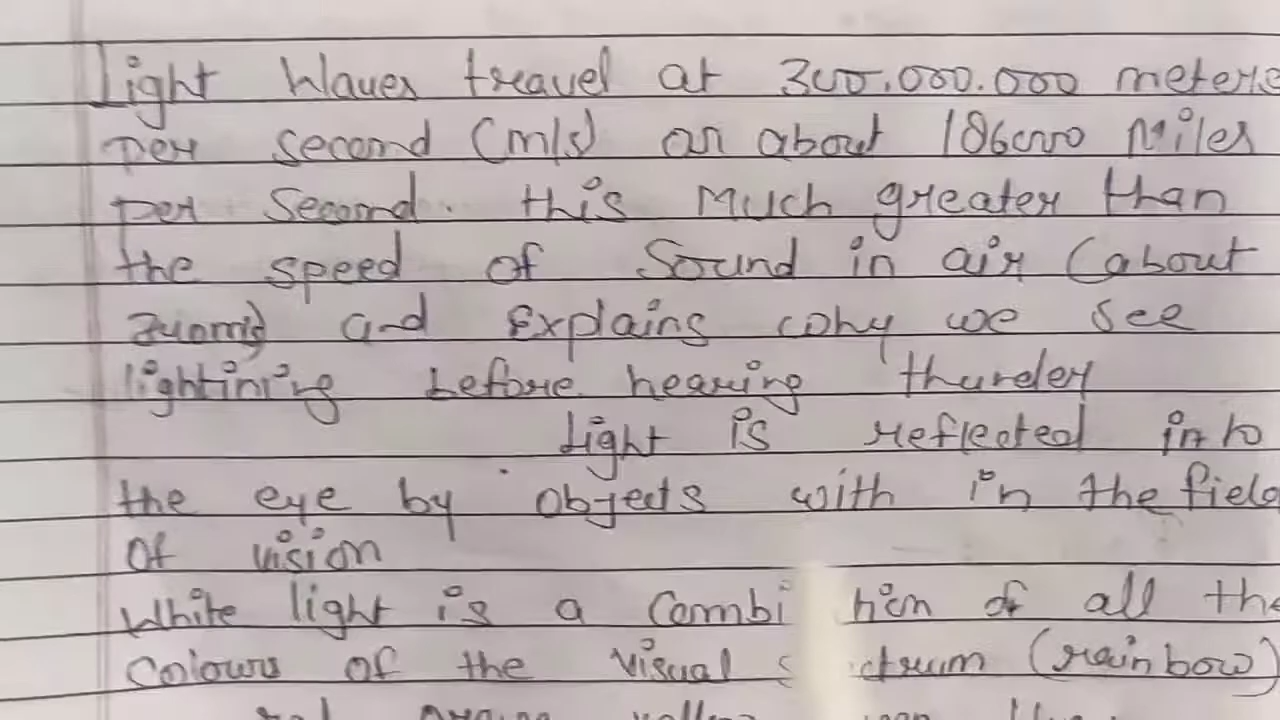 Light Waves travel at 300.000.000 meters
per second (m/s) or about 186000 Miles
per second. this Much greater than
the speed of Sound in air (about
and Explains why we see
lightining before hearing thunder
Light is reflected into
the eye by objects with in the field
of vision
White light is a Combi tion of all the
Colours of the visual s ctrum (rainbow)